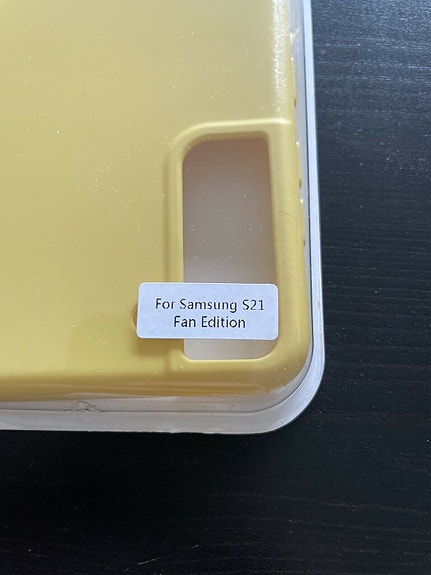 For Samsung S21
Fan Edition